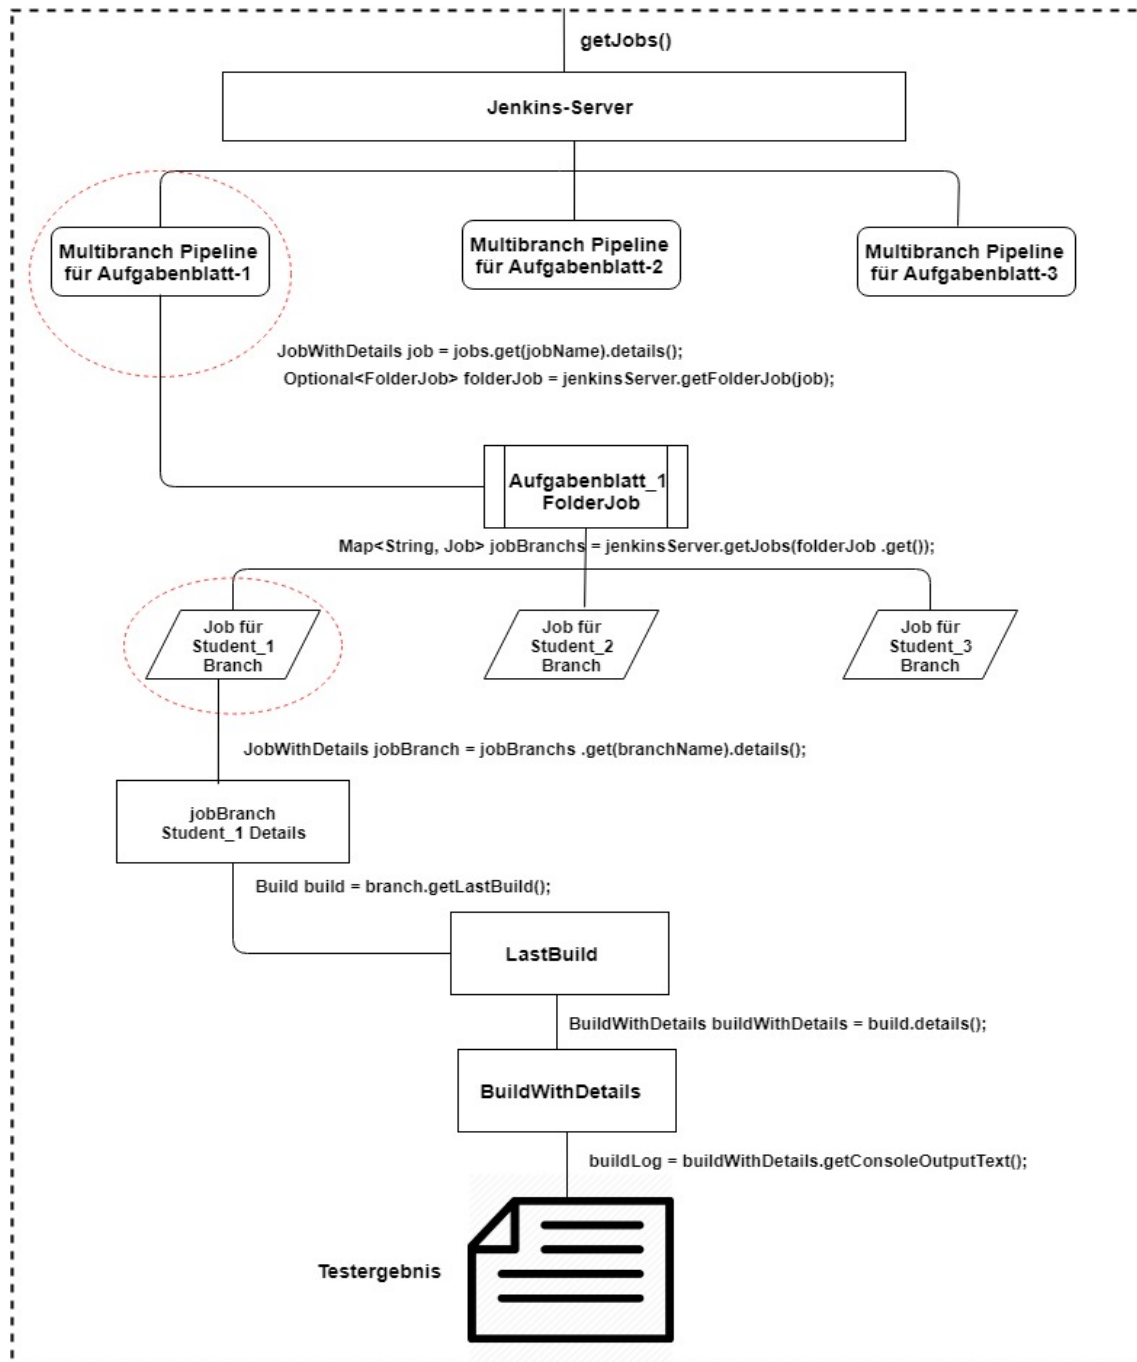 getJobs()
Jenkins-Server
Multibranch Pipeline
für Aufgabenblatt-1
Multibranch Pipeline
für Aufgabenblatt-2
Multibranch Pipeline
für Aufgabenblatt-3
JobWithDetails job = jobs.get(jobName).details();
Optional<FolderJob> folderJob = jenkinsServer.getFolderJob(job);
Aufgabenblatt_1
FolderJob
Map<String, Job> jobBranchs = jenkinsServer.getJobs(folderJob .get());
Job für
Student_1
Branch
Job für
Student_2
Branch
Job für
Student_3
Branch
JobWithDetails jobBranch = jobBranchs .get(branchName).details();
jobBranch
Student_1 Details
Build build = branch.getLastBuild();
LastBuild
BuildWithDetails buildWithDetails = build.details();
BuildWithDetails
buildLog = buildWithDetails.getConsoleOutputText();
Testergebnis